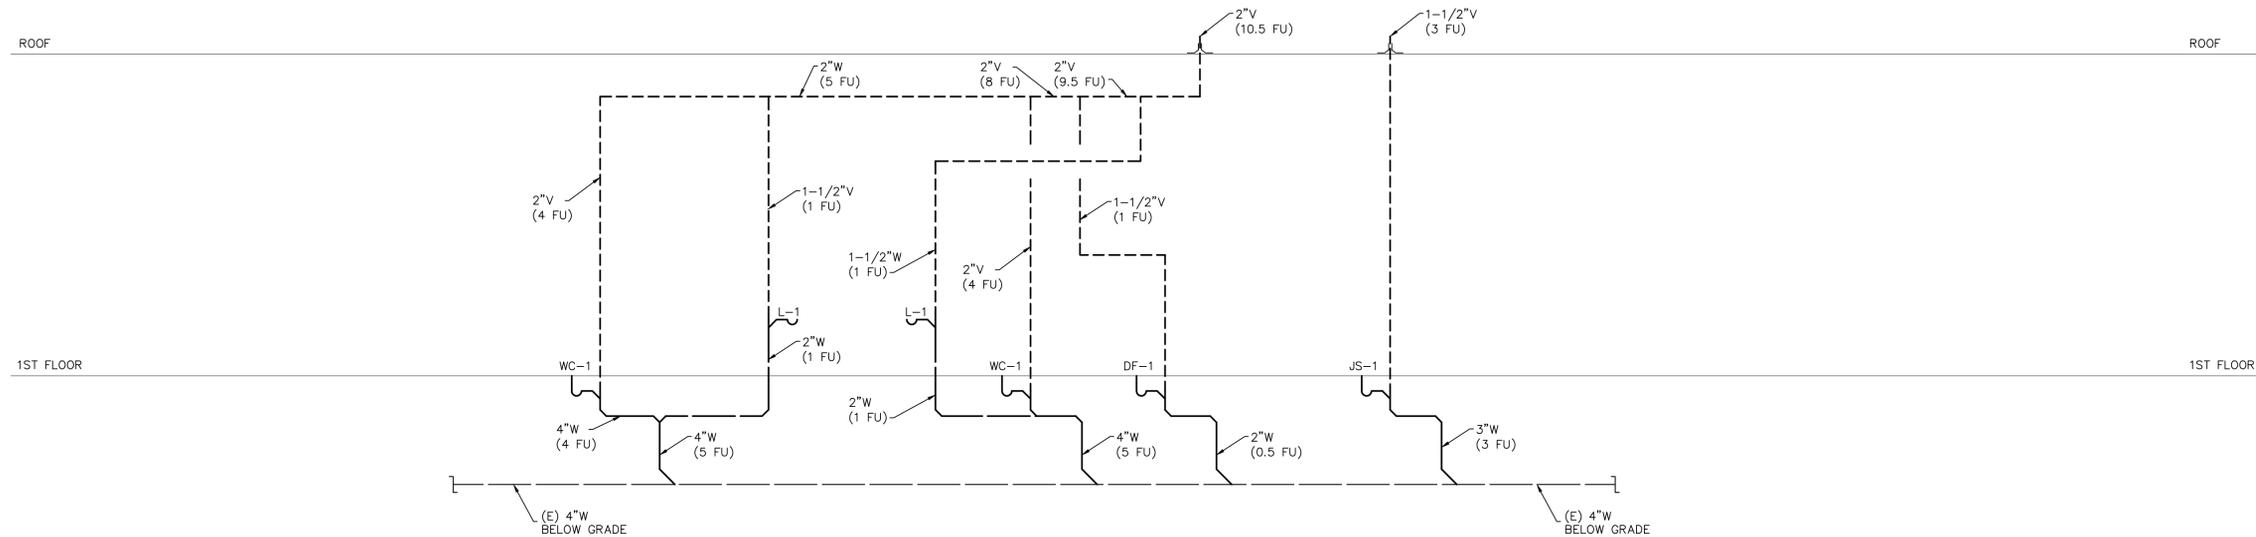 2"V
(10.5 FU)
1-1/2"V
(3 FU)
ROOF
ROOF
2"W
(5 FU)
2"V
(8 FU)
2"V
(9.5 FU)
2"V
(4 FU)
1-1/2"V
(1 FU)
1-1/2"V
(1 FU)
1-1/2"W
(1 FU)
2"V
(4 FU)
L-1
L-1
2"W
(1 FU)
1ST FLOOR
WC-1
WC-1
DF-1
JS-1
1ST FLOOR
2"W
(1 FU)
4"W
(4 FU)
4"W
(5 FU)
4"W
(5 FU)
2"W
(0.5 FU)
3"W
(3 FU)
(E) 4"W
BELOW GRADE
(E) 4"W
BELOW GRADE